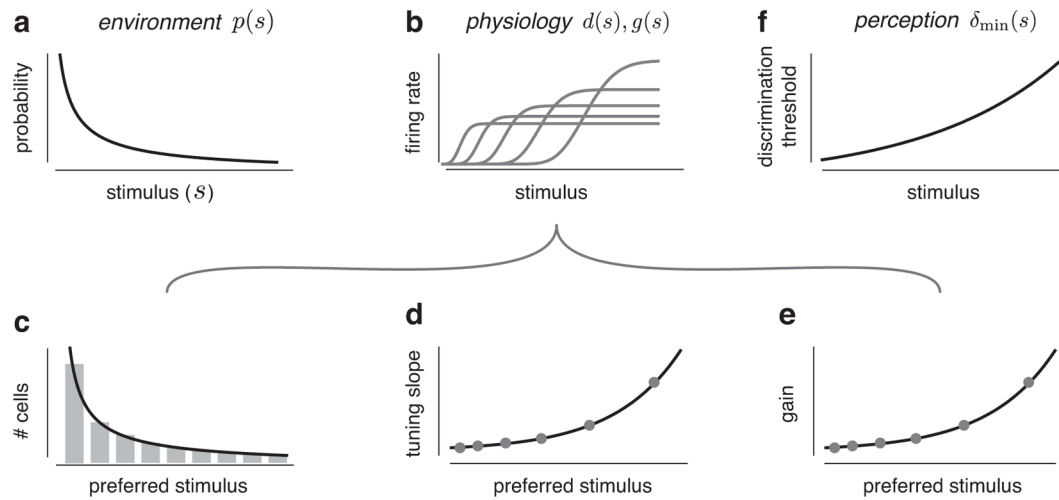 a
environment p(s)
probability
stimulus (s)
b
physiology d(s), g(s)
firing rate
stimulus
f
perception δmin(s)
discrimination
threshold
stimulus
c
# cells
preferred stimulus
d
tuning slope
preferred stimulus
e
gain
preferred stimulus